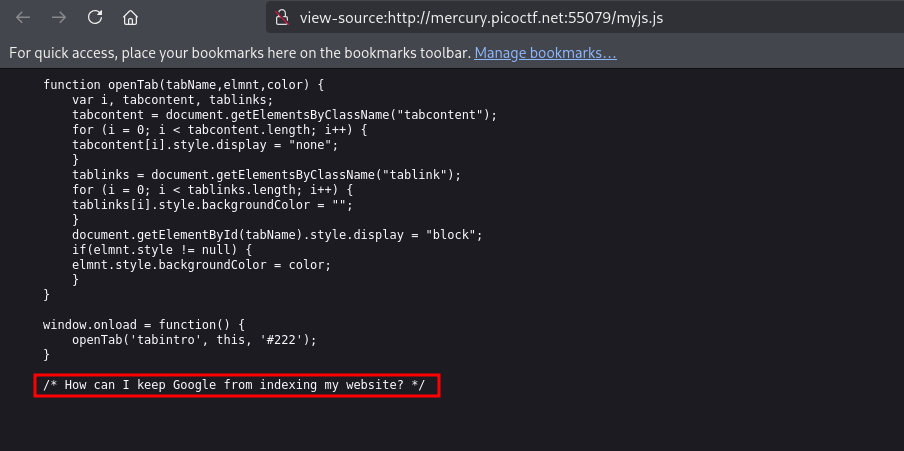 view-source:http://mercury.picoctf.net:55079/myjs.js
For quick access, place your bookmarks here on the bookmarks toolbar. Manage bookmarks...
function openTab(tabName,elmnt,color) {
    var i, tabcontent, tablinks;
    tabcontent = document.getElementsByClassName("tabcontent");
    for (i = 0; i < tabcontent.length; i++) {
    tabcontent[i].style.display = "none";
    }
    tablinks = document.getElementsByClassName("tablink");
    for (i = 0; i < tablinks.length; i++) {
    tablinks[i].style.backgroundColor = "";
    }
    document.getElementById(tabName).style.display = "block";
    if(elmnt.style != null) {
    elmnt.style.backgroundColor = color;
    }
}

window.onload = function() {
    openTab('tabintro', this, '#222');
}

/* How can I keep Google from indexing my website? */